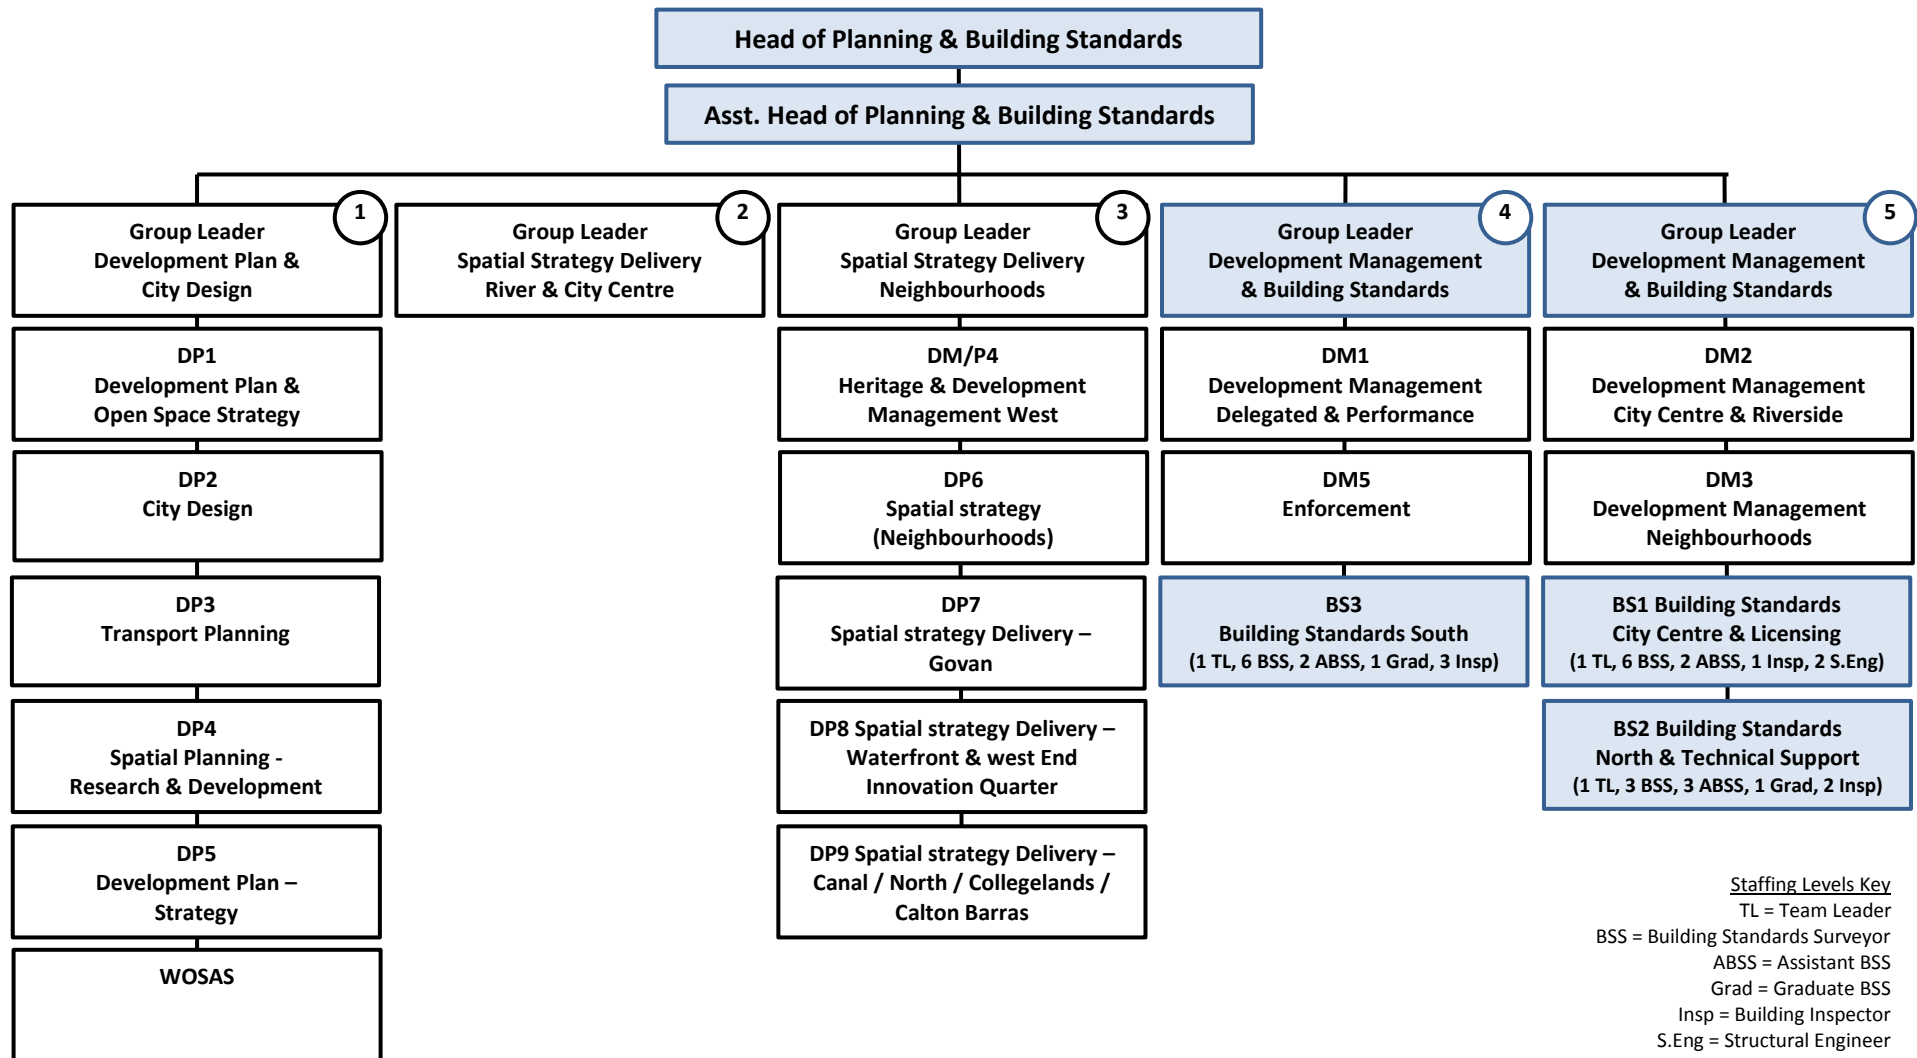 Head of Planning & Building Standards
Asst. Head of Planning & Building Standards
1
Group Leader
Development Plan &
City Design
DP1
Development Plan &
Open Space Strategy
DP2
City Design
DP3
Transport Planning
DP4
Spatial Planning -
Research & Development
DP5
Development Plan –
Strategy
WOSAS
2
Group Leader
Spatial Strategy Delivery
River & City Centre
3
Group Leader
Spatial Strategy Delivery
Neighbourhoods
DM/P4
Heritage & Development
Management West
DP6
Spatial strategy
(Neighbourhoods)
DP7
Spatial strategy Delivery –
Govan
DP8 Spatial strategy Delivery –
Waterfront & west End
Innovation Quarter
DP9 Spatial strategy Delivery –
Canal / North / Collegelands /
Calton Barras
4
Group Leader
Development Management
& Building Standards
DM1
Development Management
Delegated & Performance
DM5
Enforcement
BS3
Building Standards South
(1 TL, 6 BSS, 2 ABSS, 1 Grad, 3 Insp)
5
Group Leader
Development Management
& Building Standards
DM2
Development Management
City Centre & Riverside
DM3
Development Management
Neighbourhoods
BS1 Building Standards
City Centre & Licensing
(1 TL, 6 BSS, 2 ABSS, 1 Insp, 2 S.Eng)
BS2 Building Standards
North & Technical Support
(1 TL, 3 BSS, 3 ABSS, 1 Grad, 2 Insp)
Staffing Levels Key
TL = Team Leader
BSS = Building Standards Surveyor
ABSS = Assistant BSS
Grad = Graduate BSS
Insp = Building Inspector
S.Eng = Structural Engineer